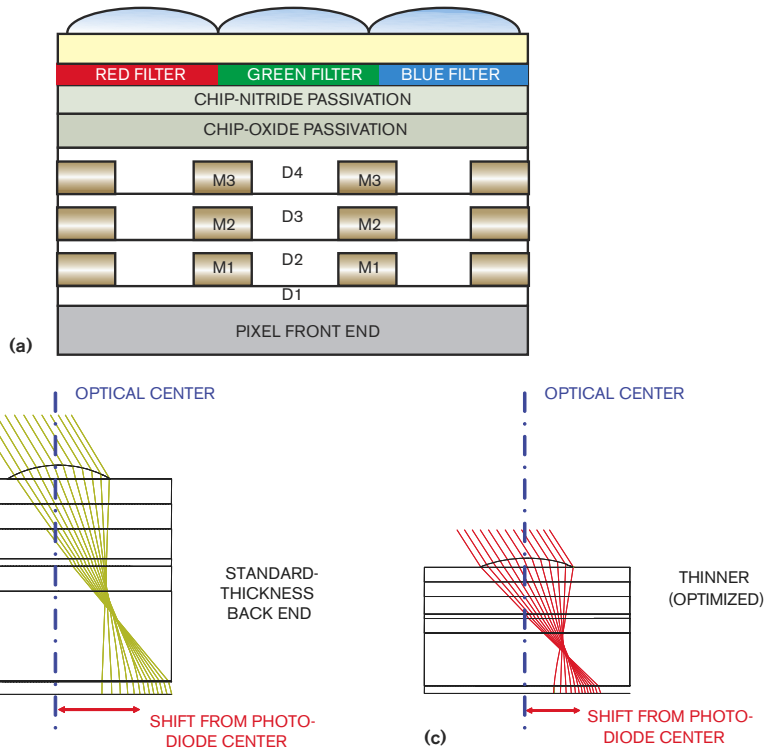 RED FILTER GREEN FILTER BLUE FILTER
CHIP-NITRIDE PASSIVATION
CHIP-OXIDE PASSIVATION
M3 D4 M3
M2 D3 M2
M1 D2 M1
D1
PIXEL FRONT END
(a)
OPTICAL CENTER
STANDARD-
THICKNESS
BACK END
SHIFT FROM PHOTO-
DIODE CENTER
OPTICAL CENTER
THINNER
(OPTIMIZED)
(c)
SHIFT FROM PHOTO-
DIODE CENTER